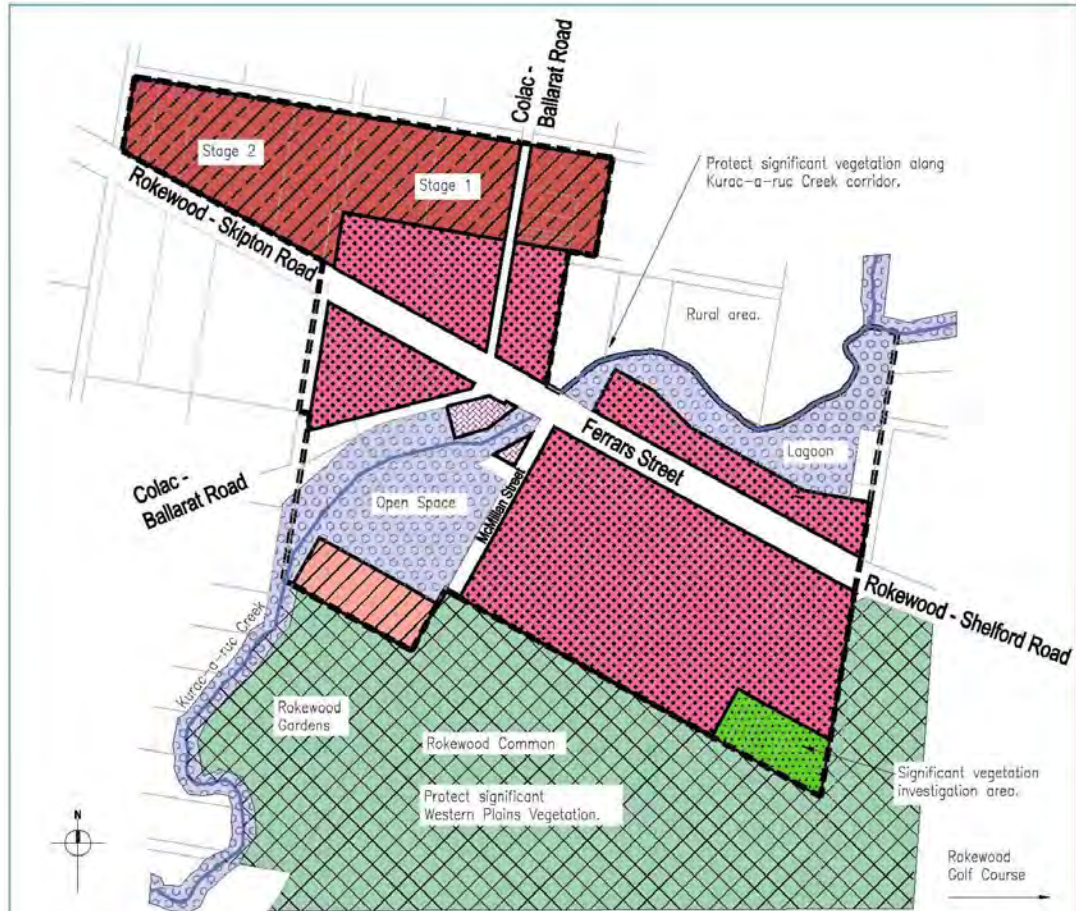 Colac -
Ballarat Road
Stage 2
Stage 1
Protect significant vegetation along
Kurac-a-ruc Creek corridor.
Rokewood - Skipton Road
Rural area.
Ferrars Street
Lagoon
Colac -
Ballarat Road
Open Space
McMillan Street
Rokewood - Shelford Road
Kurac-a-ruc Creek
Rokewood
Gardens
Rokewood Common
Protect significant
Western Plains Vegetation.
Significant vegetation
investigation area.
N
Rokewood
Golf Course